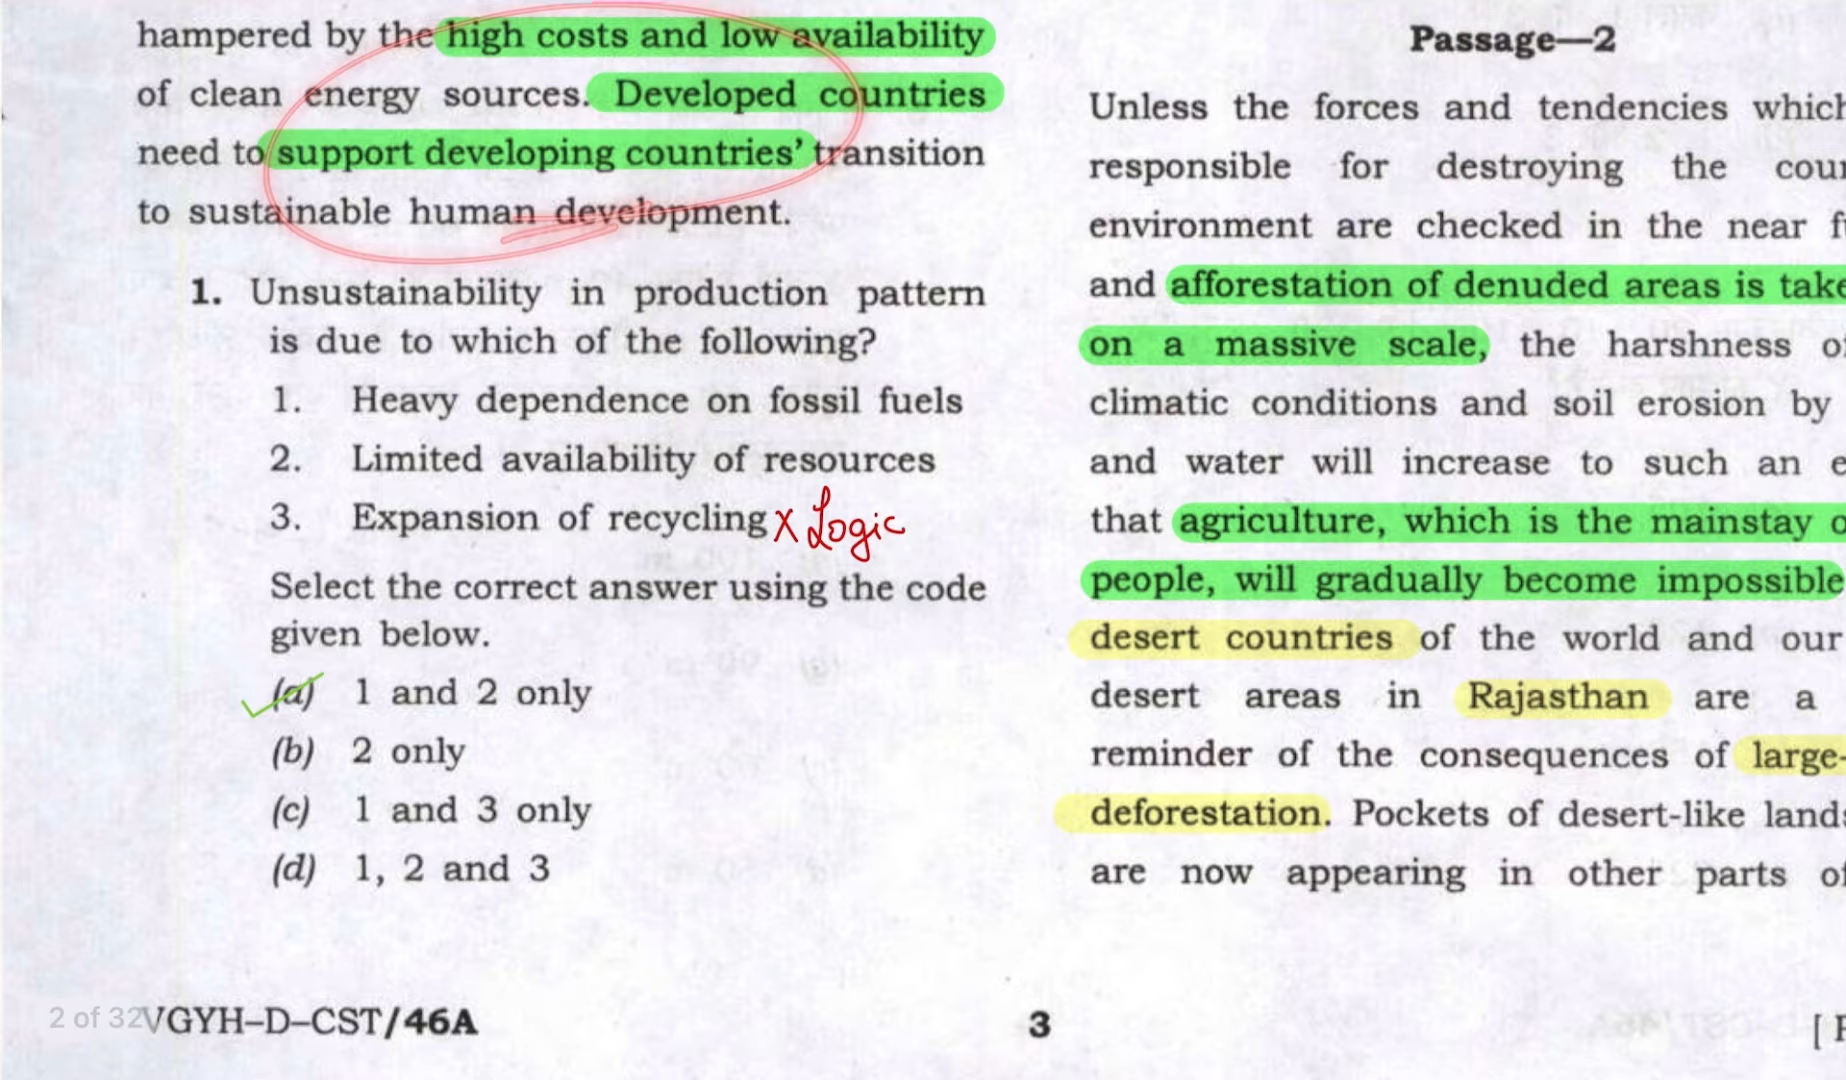 hampered by the high costs and low availability
of clean energy sources. Developed countries
need to support developing countries' transition
to sustainable human development.
1. Unsustainability in production pattern
is due to which of the following?
1. Heavy dependence on fossil fuels
2. Limited availability of resources
3. Expansion of recycling x Logic
Select the correct answer using the code
given below.
(a) 1 and 2 only
(b) 2 only
(c) 1 and 3 only
(d) 1, 2 and 3
2 of 32
VGYH–D–CST/46A
3
Passage—2
Unless the forces and tendencies which
responsible for destroying the
environment are checked in the near
and afforestation of denuded areas is
on a massive scale, the harshness
climatic conditions and soil erosion by
and water will increase to such an
that agriculture, which is the mainstay
people, will gradually become impossible
desert countries of the world and our
desert areas in Rajasthan are a
reminder of the consequences of large-
deforestation. Pockets of desert-like
are now appearing in other parts
[